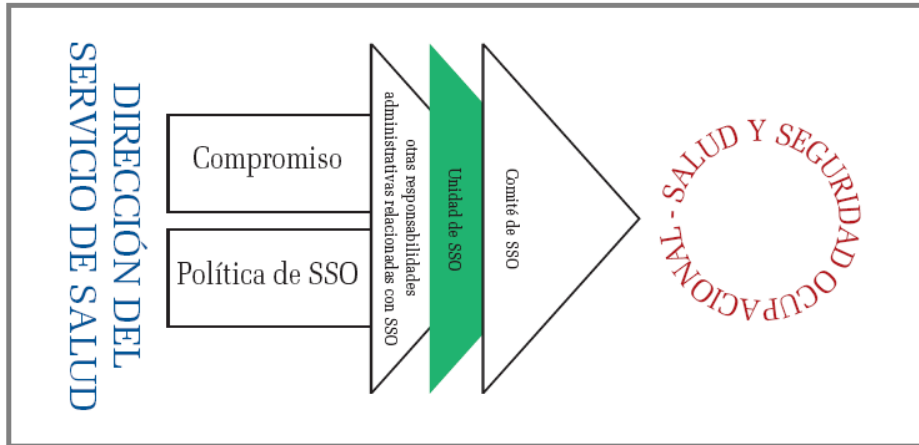 DIRECCIÓN DEL
SERVICIO DE SALUD
Compromiso
Política de SSO
otras responsabilidades
administrativas relacionadas con SSO
Unidad de SSO
Comité de SSO
SALUD Y SEGURIDAD OCUPACIONAL -